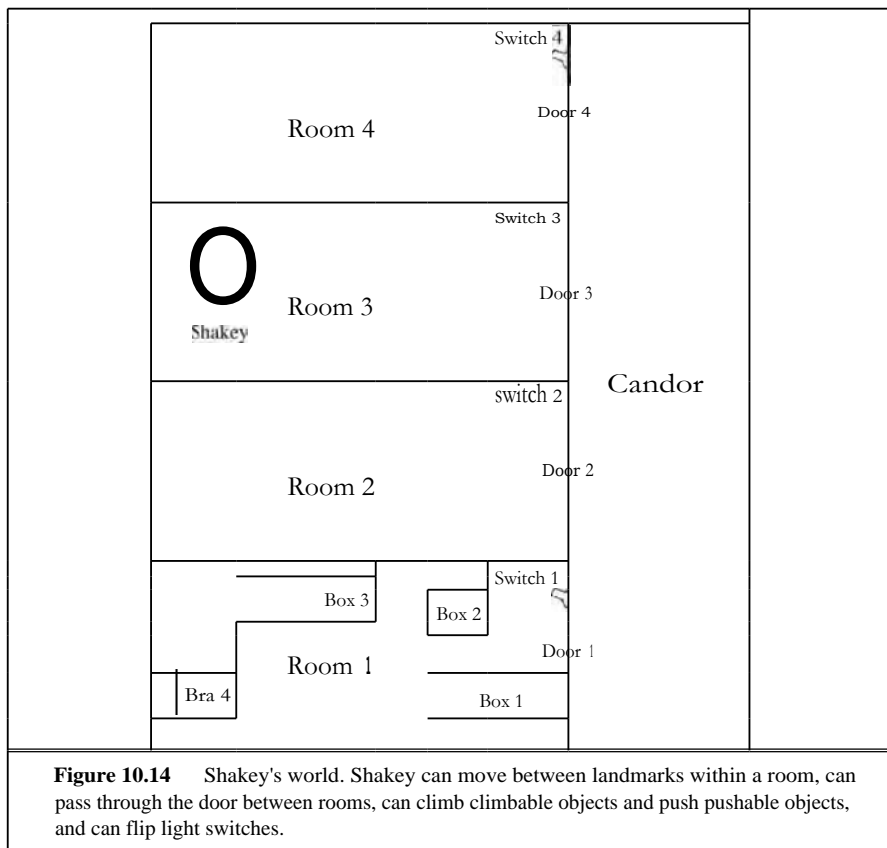 Switch 4
Door 4
Room 4
Switch 3
Door 3
Room 3
Shakey
switch 2
Candor
Door 2
Room 2
Switch 1
Box 3
Box 2
Door 1
Room 1
Bra 4
Box 1
Figure 10.14 Shakey's world. Shakey can move between landmarks within a room, can
pass through the door between rooms, can climb climbable objects and push pushable objects,
and can flip light switches.